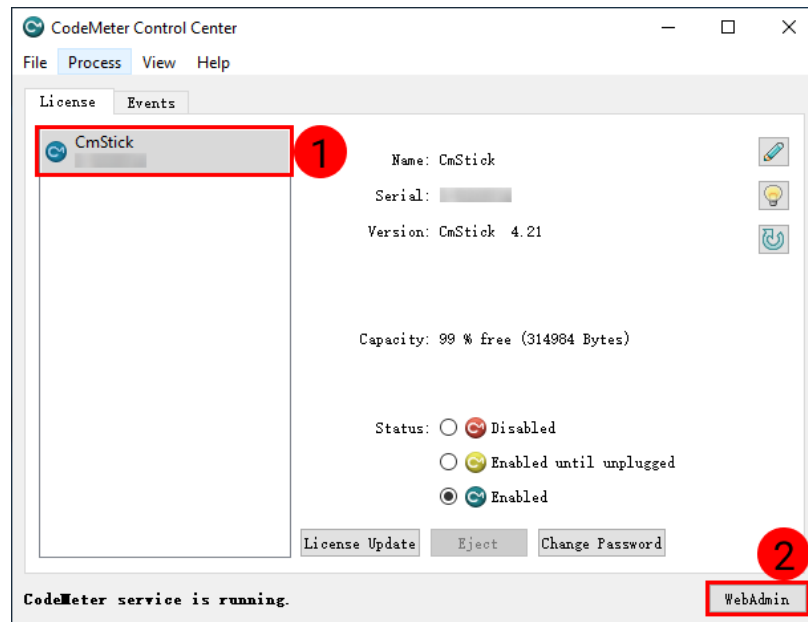 CodeMeter Control Center
File Process View Help
License Events
CmStick
1
Name: CmStick
Serial:
Version: CmStick 4.21
Capacity: 99 % free (314984 Bytes)
Status: Disabled
Enabled until unplugged
Enabled
License Update Eject Change Password
2
CodeMeter service is running.
WebAdmin